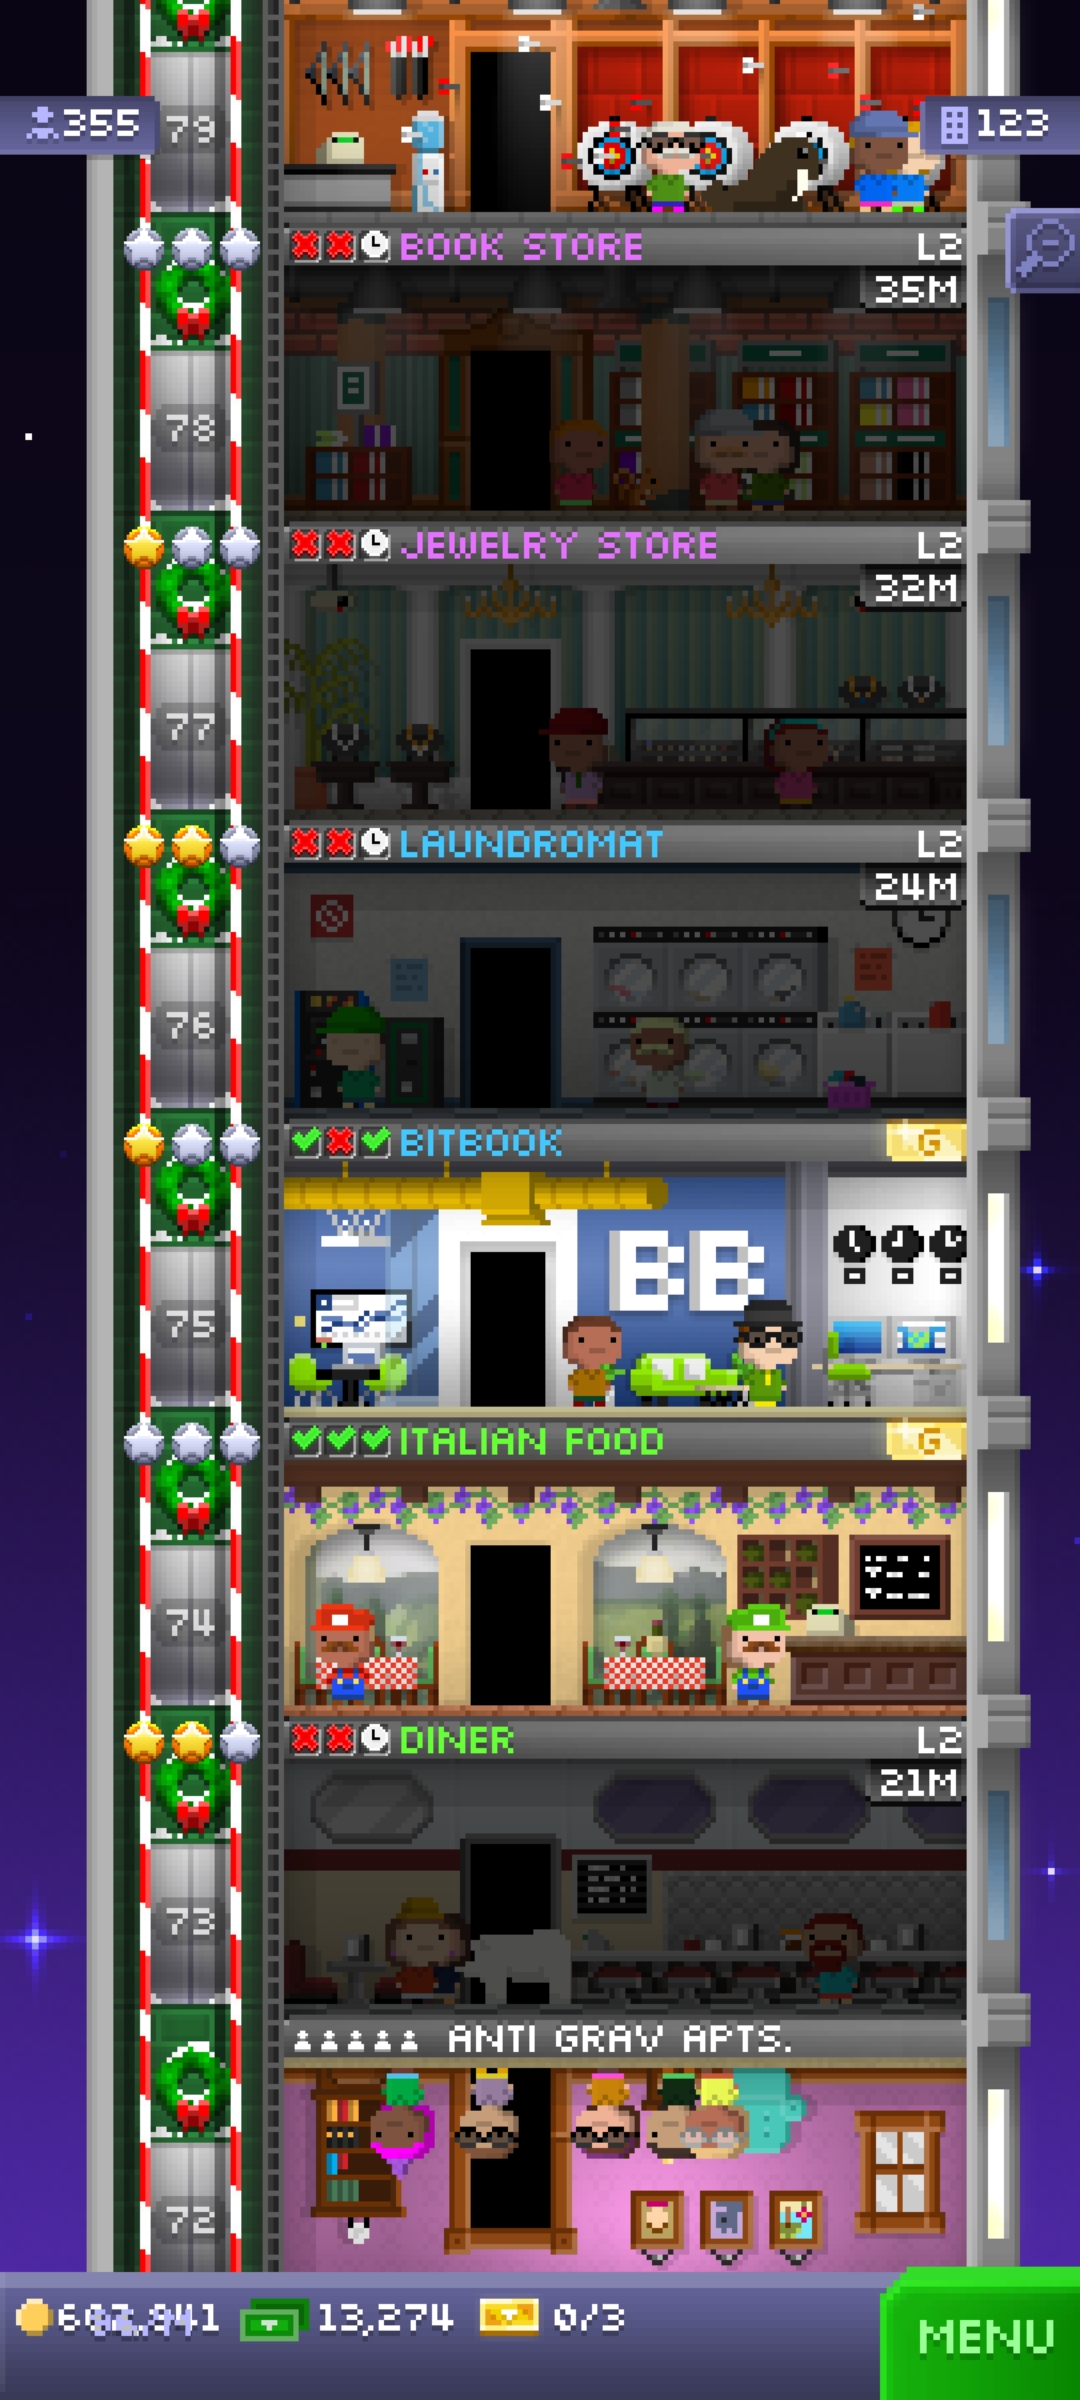 355
79
123
BOOK STORE L2
35M
78
JEWELRY STORE L2
32M
77
LAUNDROMAT L2
24M
76
BITBOOK G
BB
75
ITALIAN FOOD G
74
DINER L2
21M
73
ANTI GRAV APTS.
72
13,274 0/3
MENU